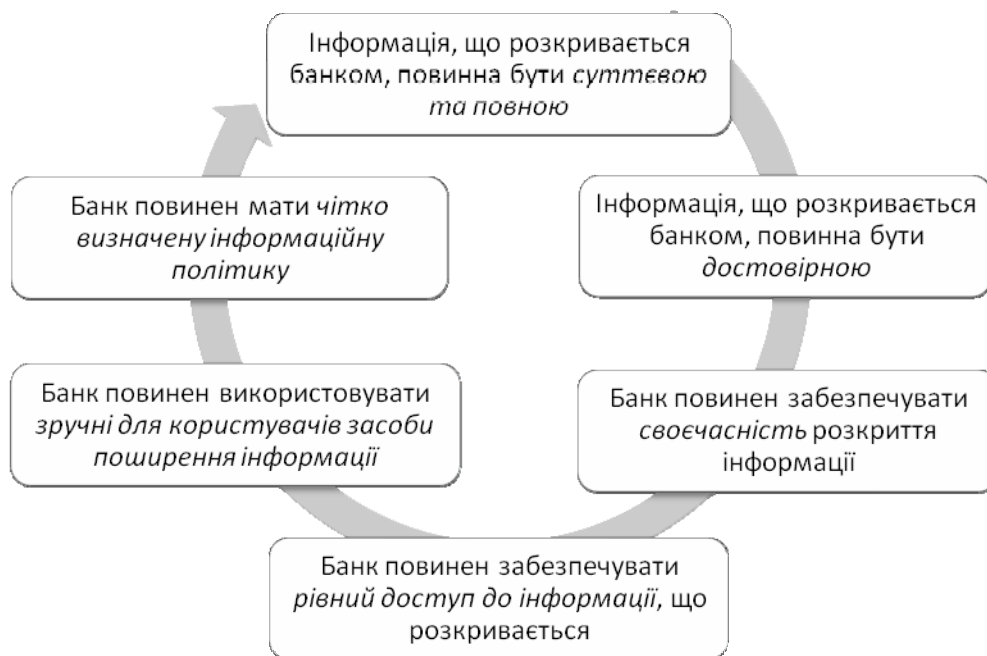 Інформація, що розкривається
банком, повинна бути суттєвою
та повною
Інформація, що розкривається
банком, повинна бути
достовірною
Банк повинен забезпечувати
своєчасність розкриття
інформації
Банк повинен забезпечувати
рівний доступ до інформації, що
розкривається
Банк повинен використовувати
зручні для користувачів засоби
поширення інформації
Банк повинен мати чітко
визначену інформаційну
політику